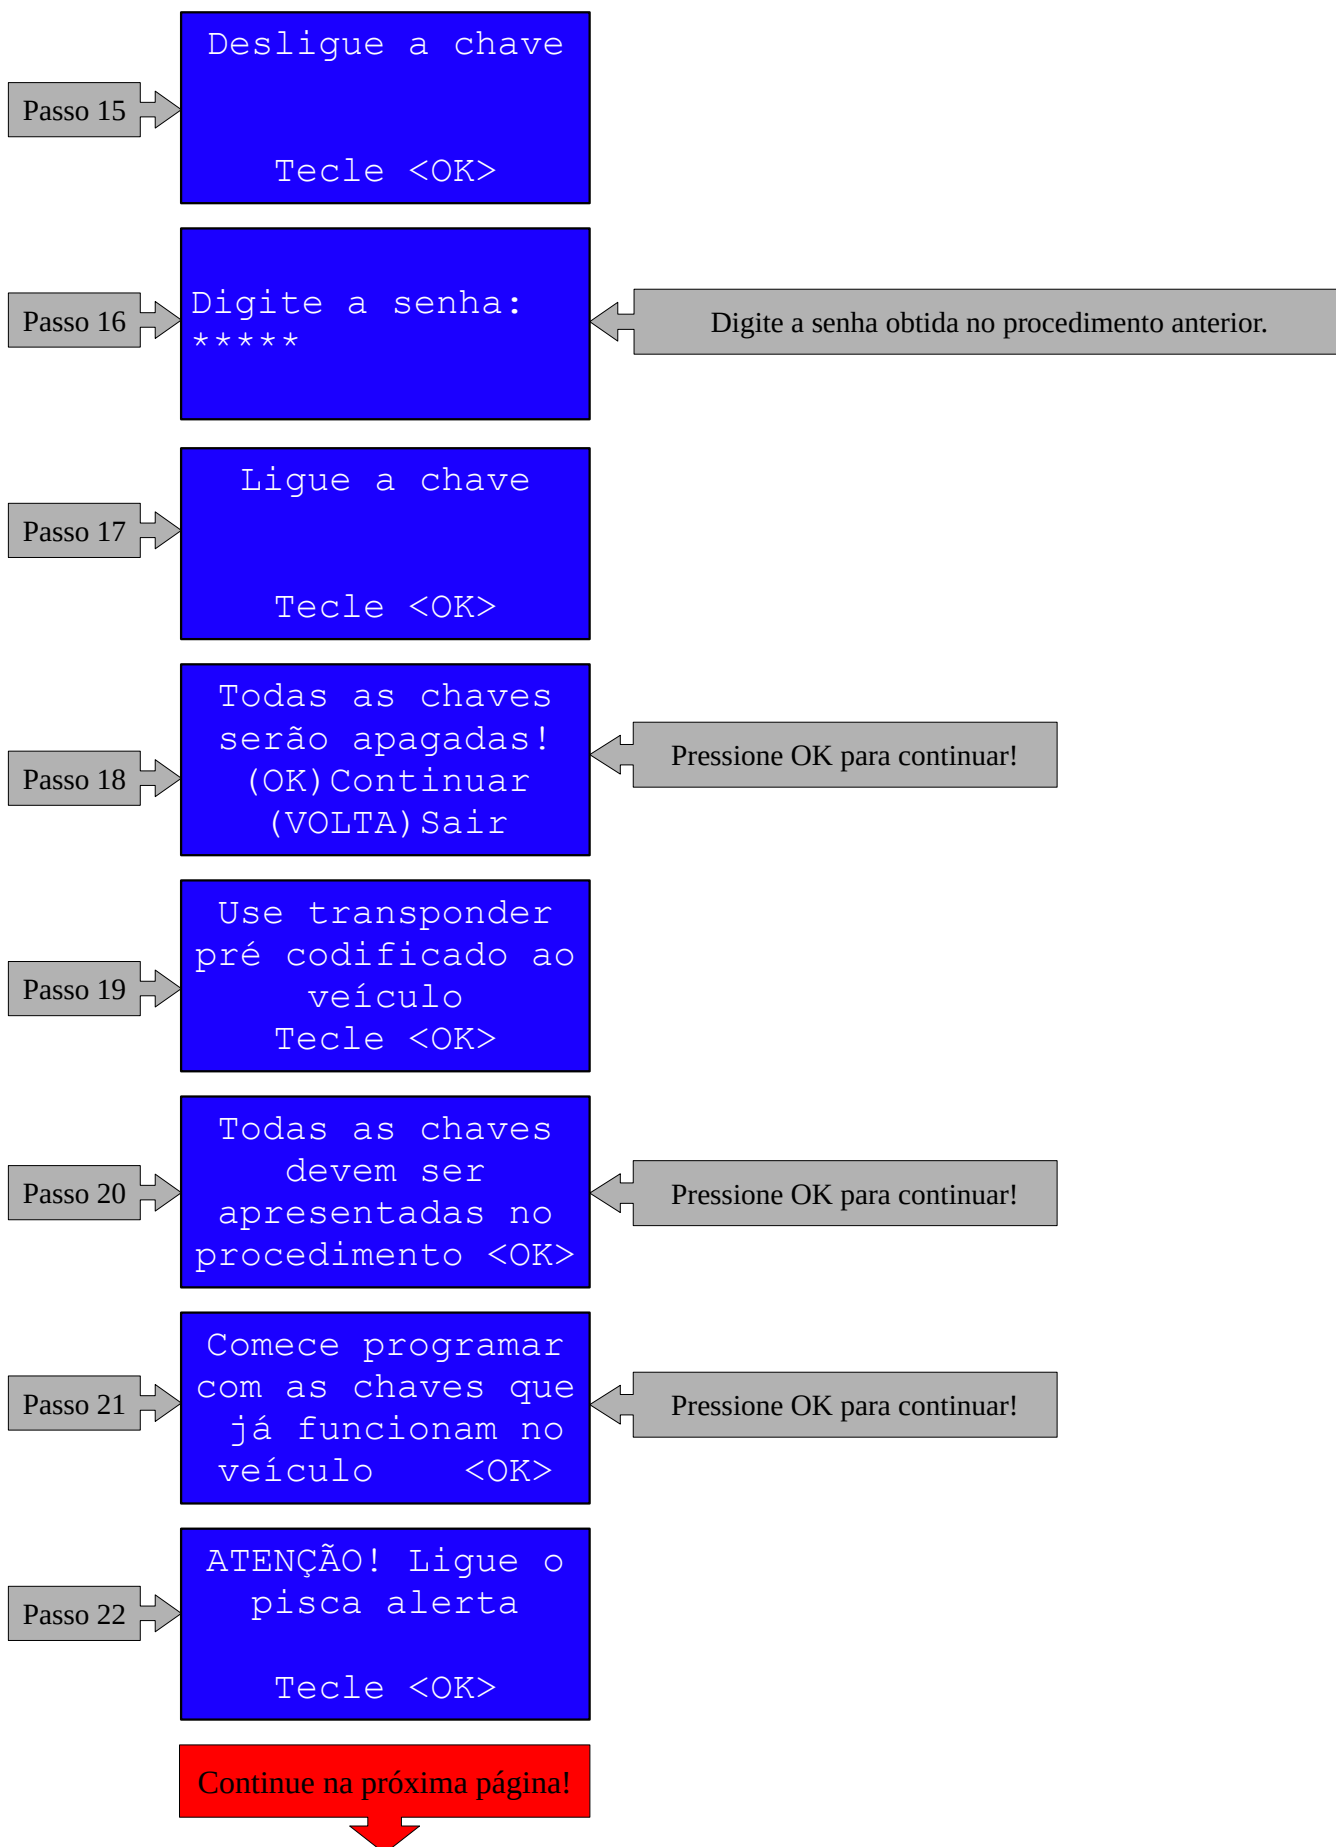 Passo 15
Desligue a chave
Tecle <OK>
Passo 16
Digite a senha:
*****
Digite a senha obtida no procedimento anterior.
Passo 17
Ligue a chave
Tecle <OK>
Passo 18
Todas as chaves
serão apagadas!
(OK)Continuar
(VOLTA)Sair
Pressione OK para continuar!
Passo 19
Use transponder
pré codificado ao
veículo
Tecle <OK>
Passo 20
Todas as chaves
devem ser
apresentadas no
procedimento <OK>
Pressione OK para continuar!
Passo 21
Comece programar
com as chaves que
já funcionam no
veículo <OK>
Pressione OK para continuar!
Passo 22
ATENÇÃO! Ligue o
pisca alerta
Tecle <OK>
Continue na próxima página!